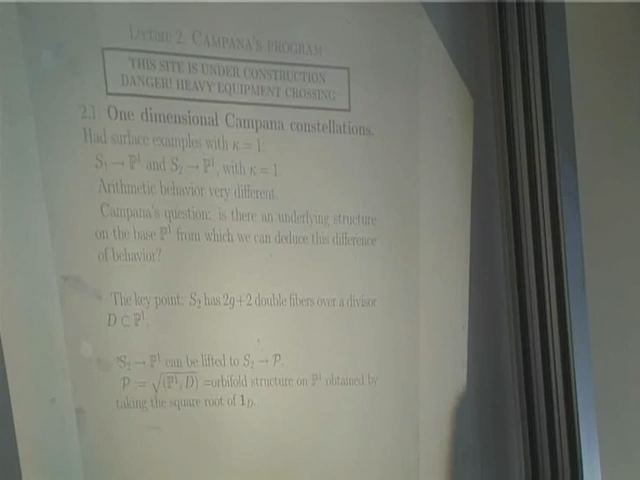 Lecture 2. CAMPANA'S PROGRAM
THIS SITE IS UNDER CONSTRUCTION
DANGER! HEAVY EQUIPMENT CROSSING
2.1. One dimensional Campana constellations.
Had surface examples with κ = 1.
S₁ → ℙ¹ and S₂ → ℙ¹, with κ = 1.
Arithmetic behavior very different.
Campana's question: is there an underlying structure
on the base ℙ¹ from which we can deduce this difference
of behavior?
The key point: S₂ has 2g+2 double fibers over a divisor
D ⊂ ℙ¹.
S₂ → ℙ¹ can be lifted to S₂ → 𝒫.
𝒫 = √(ℙ¹, D) =orbifold structure on ℙ¹ obtained by
taking the square root of 1_D.